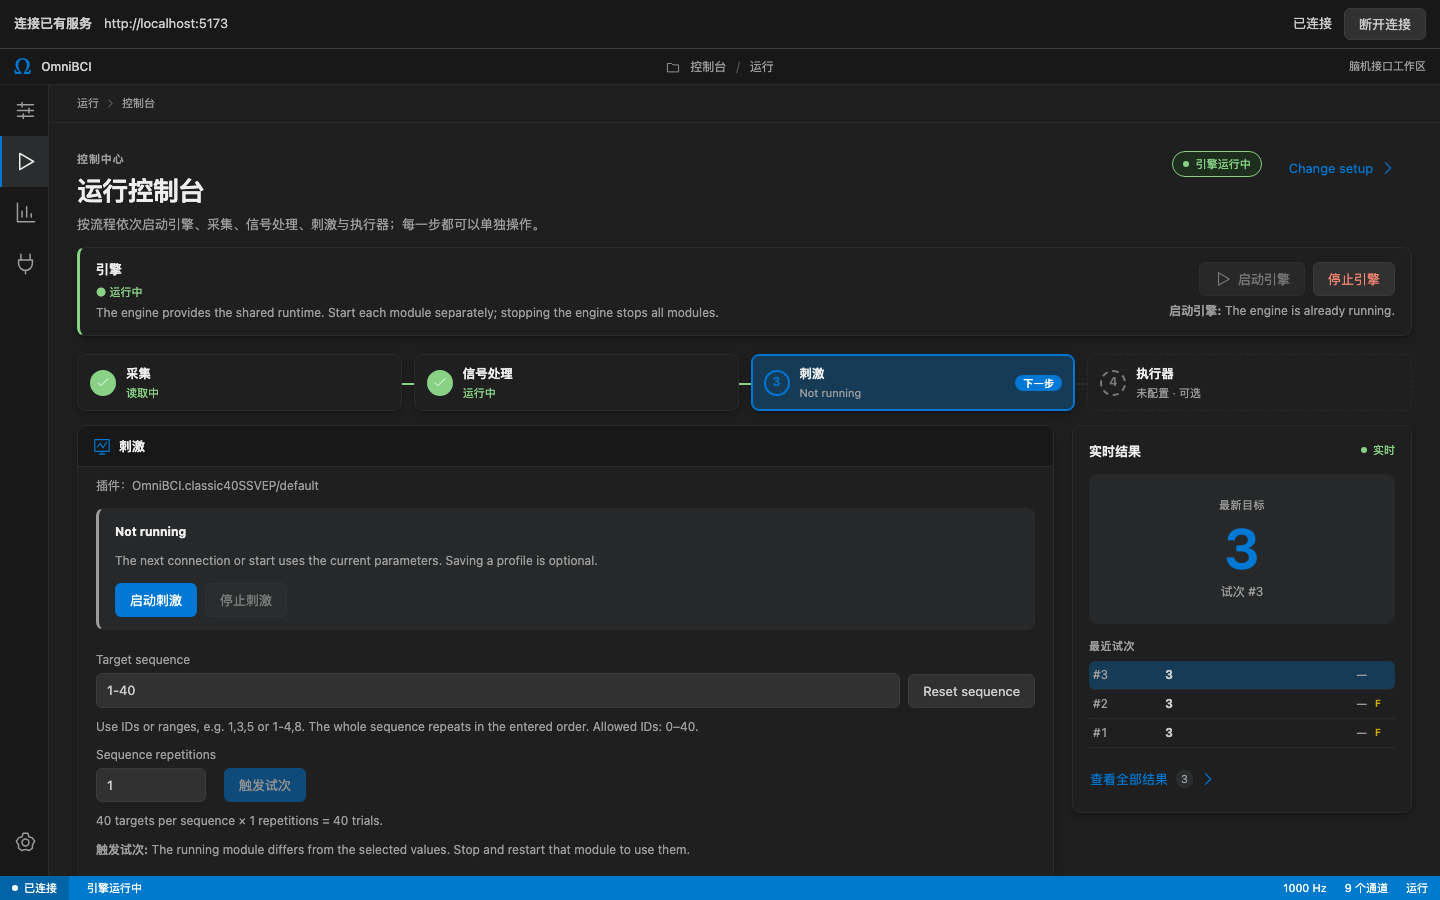 连接已有服务 http://localhost:5173 已连接 断开连接
OmniBCI 控制台 / 运行 脑机接口工作区
运行 > 控制台
控制中心
运行控制台
引擎运行中 Change setup
按流程依次启动引擎、采集、信号处理、刺激与执行器；每一步都可以单独操作。
引擎
运行中
The engine provides the shared runtime. Start each module separately; stopping the engine stops all modules.
启动引擎 停止引擎
启动引擎: The engine is already running.
采集
读取中
信号处理
运行中
3 刺激
Not running
下一步
4 执行器
未配置 · 可选
刺激
插件： OmniBCI.classic40SSVEP/default
Not running
The next connection or start uses the current parameters. Saving a profile is optional.
启动刺激 停止刺激
Target sequence
1-40 Reset sequence
Use IDs or ranges, e.g. 1,3,5 or 1-4,8. The whole sequence repeats in the entered order. Allowed IDs: 0–40.
Sequence repetitions
1 触发试次
40 targets per sequence × 1 repetitions = 40 trials.
触发试次: The running module differs from the selected values. Stop and restart that module to use them.
实时结果 实时
最新目标
3
试次 #3
最近试次
#3 3 —
#2 3 — F
#1 3 — F
查看全部结果 3
已连接 引擎运行中 1000 Hz 9 个通道 运行